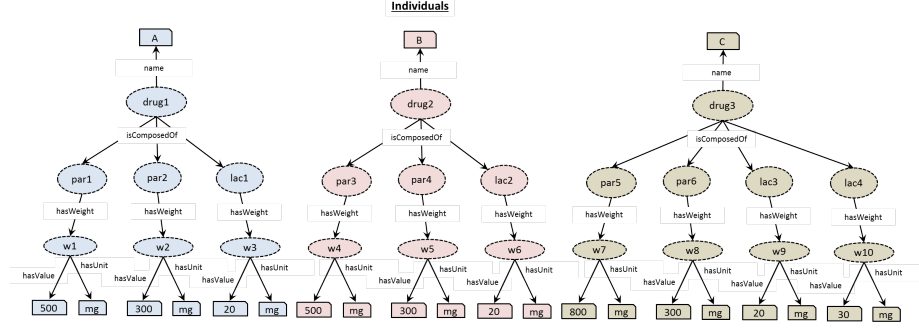 Individuals
A B C
name name name
drug1 drug2 drug3
isComposedOf isComposedOf isComposedOf
par1 par2 lac1 par3 par4 lac2 par5 par6 lac3 lac4
hasWeight hasWeight hasWeight hasWeight hasWeight hasWeight hasWeight hasWeight hasWeight hasWeight
w1 w2 w3 w4 w5 w6 w7 w8 w9 w10
hasValue hasUnit hasValue hasUnit hasValue hasUnit hasValue hasUnit hasValue hasUnit hasValue hasUnit hasValue hasUnit hasValue hasUnit hasValue hasUnit hasValue hasUnit
500 mg 300 mg 20 mg 500 mg 300 mg 20 mg 800 mg 300 mg 20 mg 30 mg